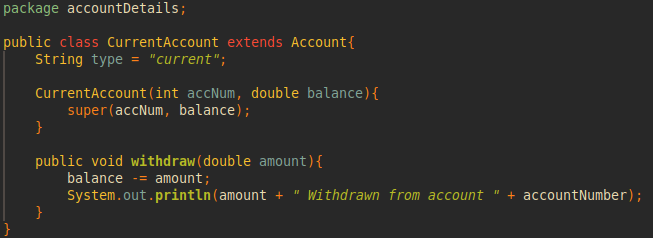 package accountDetails;
public class CurrentAccount extends Account{
String type = "current";
CurrentAccount(int accNum, double balance){
super(accNum, balance);
}
public void withdraw(double amount){
balance -= amount;
System.out.println(amount + " Withdrawn from account " + accountNumber);
}
}